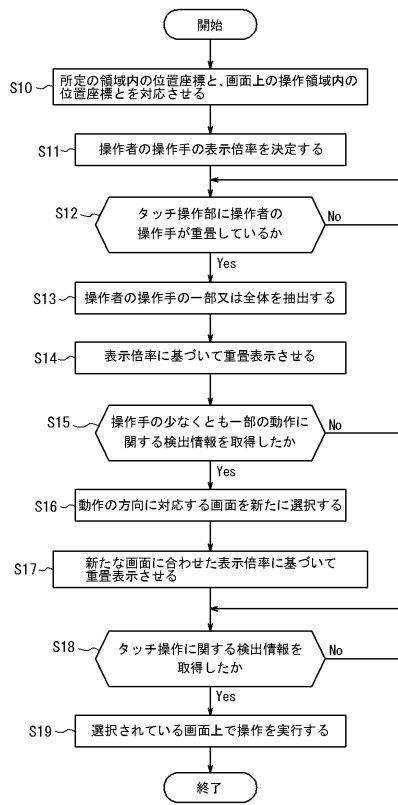 開始
S10
所定の領域内の位置座標と、画面上の操作領域内の
位置座標とを対応させる
S11
操作者の操作手の表示倍率を決定する
S12
タッチ操作部に操作者の
操作手が重畳しているか
No
Yes
S13
操作者の操作手の一部又は全体を抽出する
S14
表示倍率に基づいて重畳表示させる
S15
操作手の少なくとも一部の動作に
関する検出情報を取得したか
No
Yes
S16
動作の方向に対応する画面を新たに選択する
S17
新たな画面に合わせた表示倍率に基づいて
重畳表示させる
S18
タッチ操作に関する検出情報を
取得したか
No
Yes
S19
選択されている画面上で操作を実行する
終了